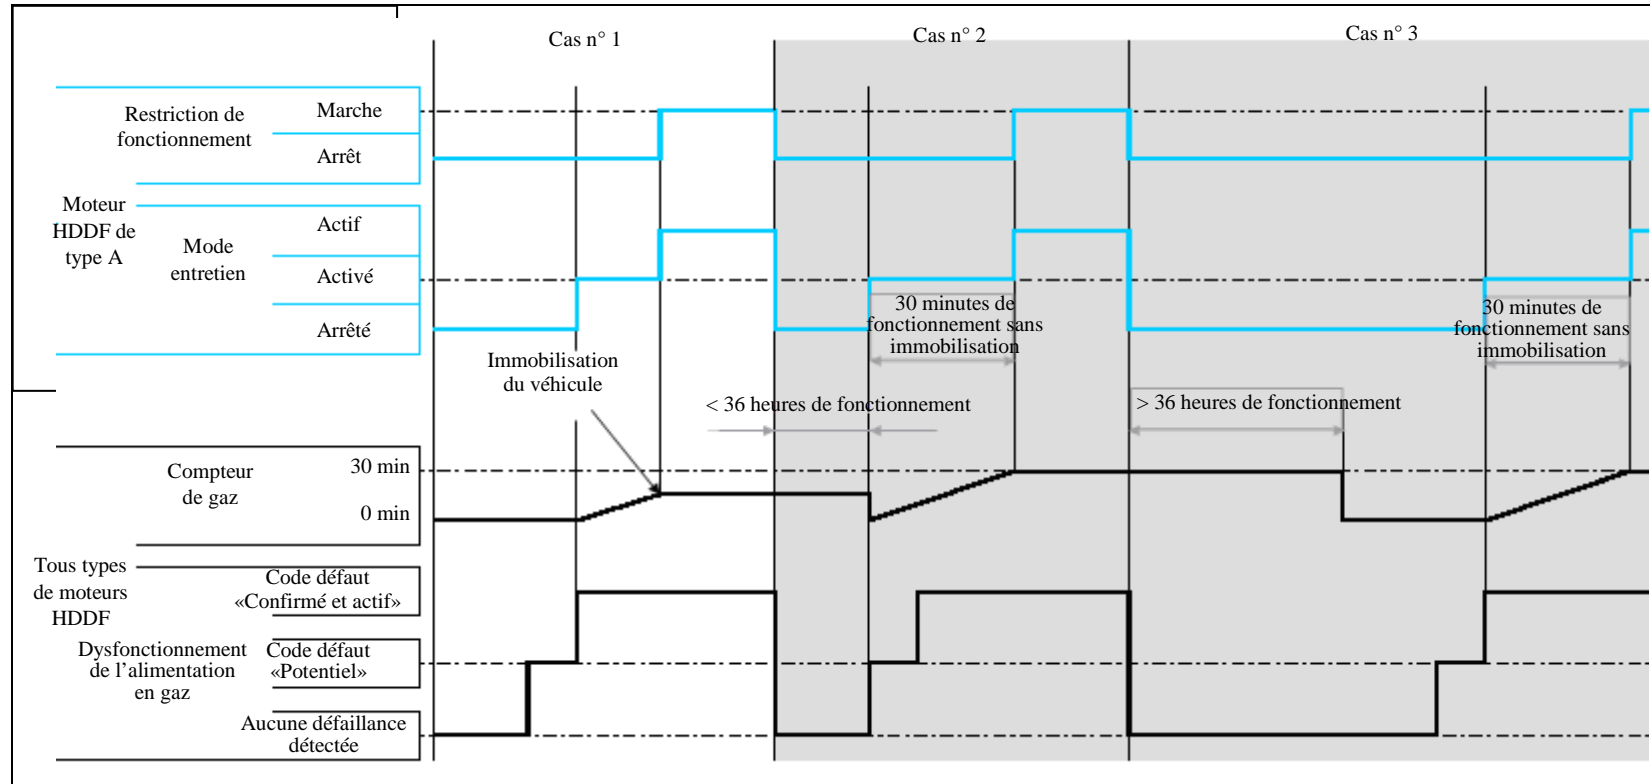 Cas n° 1
Cas n° 2
Cas n° 3
Restriction de
fonctionnement
Marche
Arrêt
Moteur
HDDF de
type A
Mode
entretien
Actif
Activé
Arrêté
30 minutes de
fonctionnement sans
immobilisation
30 minutes de
fonctionnement sans
immobilisation
Immobilisation
du véhicule
< 36 heures de fonctionnement
> 36 heures de fonctionnement
Compteur
de gaz
30 min
0 min
Tous types
de moteurs
HDDF
Code défaut
«Confirmé et actif»
Dysfonctionnement
de l’alimentation
en gaz
Code défaut
«Potentiel»
Aucune défaillance
détectée